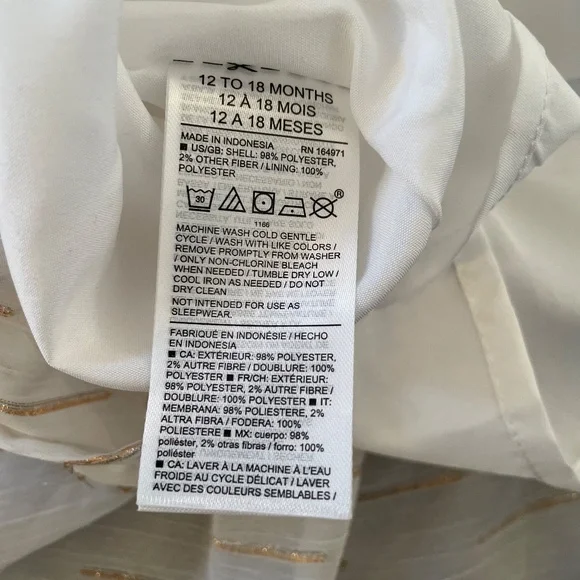 12 TO 18 MONTHS
12 À 18 MOIS
12 A 18 MESES
MADE IN INDONESIA RN 164971
■ US/GB: SHELL: 98% POLYESTER,
2% OTHER FIBER / LINING: 100%
POLYESTER
30 ®
1186
MACHINE WASH COLD GENTLE
CYCLE / WASH WITH LIKE COLORS /
REMOVE PROMPTLY FROM WASHER
/ ONLY NON-CHLORINE BLEACH
WHEN NEEDED / TUMBLE DRY LOW /
COOL IRON AS NEEDED / DO NOT
DRY CLEAN
NOT INTENDED FOR USE AS
SLEEPWEAR.
FABRIQUÉ EN INDONÉSIE / HECHO
EN INDONESIA
■ CA: EXTÉRIEUR: 98% POLYESTER,
2% AUTRE FIBRE / DOUBLURE: 100%
POLYESTER ■ FR/CH: EXTÉRIEUR:
98% POLYESTER, 2% AUTRE FIBRE /
DOUBLURE: 100% POLYESTER ■ IT:
MEMBRANA: 98% POLIESTERE, 2%
ALTRA FIBRA / FODERA: 100%
POLIESTERE ■ MX: cuerpo: 98%
poliéster, 2% otras fibras / forro: 100%
poliéster
■ CA: LAVER À LA MACHINE À L'EAU
FROIDE AU CYCLE DÉLICAT / LAVER
AVEC DES COULEURS SEMBLABLES /